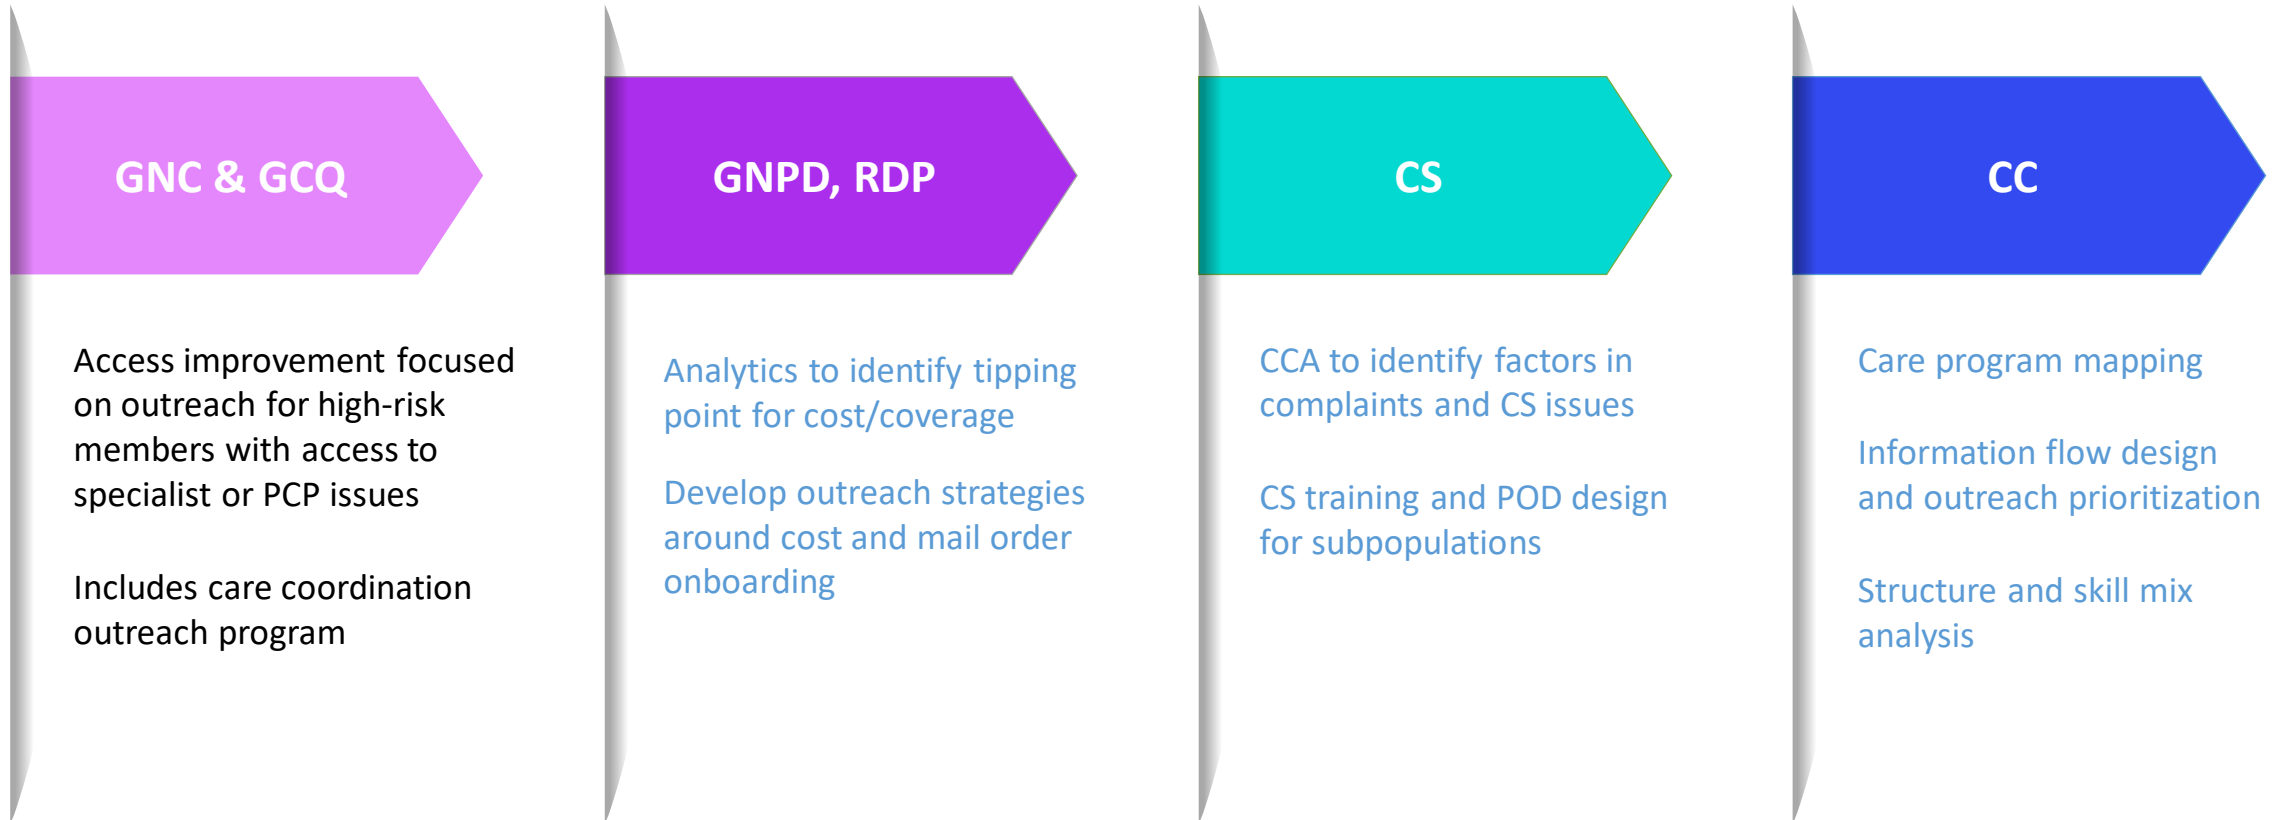 GNC & GCQ
Access improvement focused
on outreach for high-risk
members with access to
specialist or PCP issues
Includes care coordination
outreach program
GNPD, RDP
Analytics to identify tipping
point for cost/coverage
Develop outreach strategies
around cost and mail order
onboarding
CS
CCA to identify factors in
complaints and CS issues
CS training and POD design
for subpopulations
CC
Care program mapping
Information flow design
and outreach prioritization
Structure and skill mix
analysis